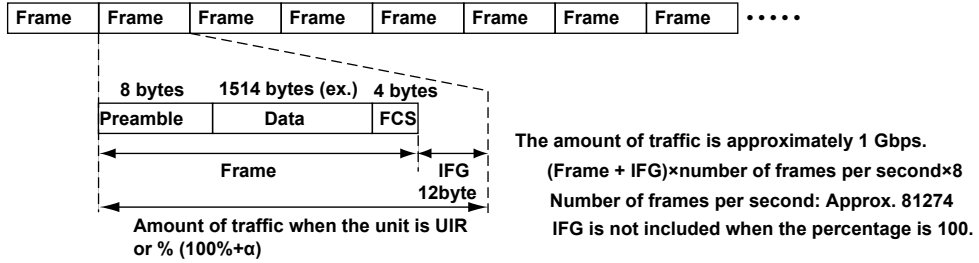 Frame Frame Frame Frame Frame Frame Frame Frame •••••
8 bytes 1514 bytes (ex.) 4 bytes
Preamble Data FCS
Frame IFG
12byte
Amount of traffic when the unit is UIR
or % (100%+α)
The amount of traffic is approximately 1 Gbps.
(Frame + IFG)×number of frames per second×8
Number of frames per second: Approx. 81274
IFG is not included when the percentage is 100.